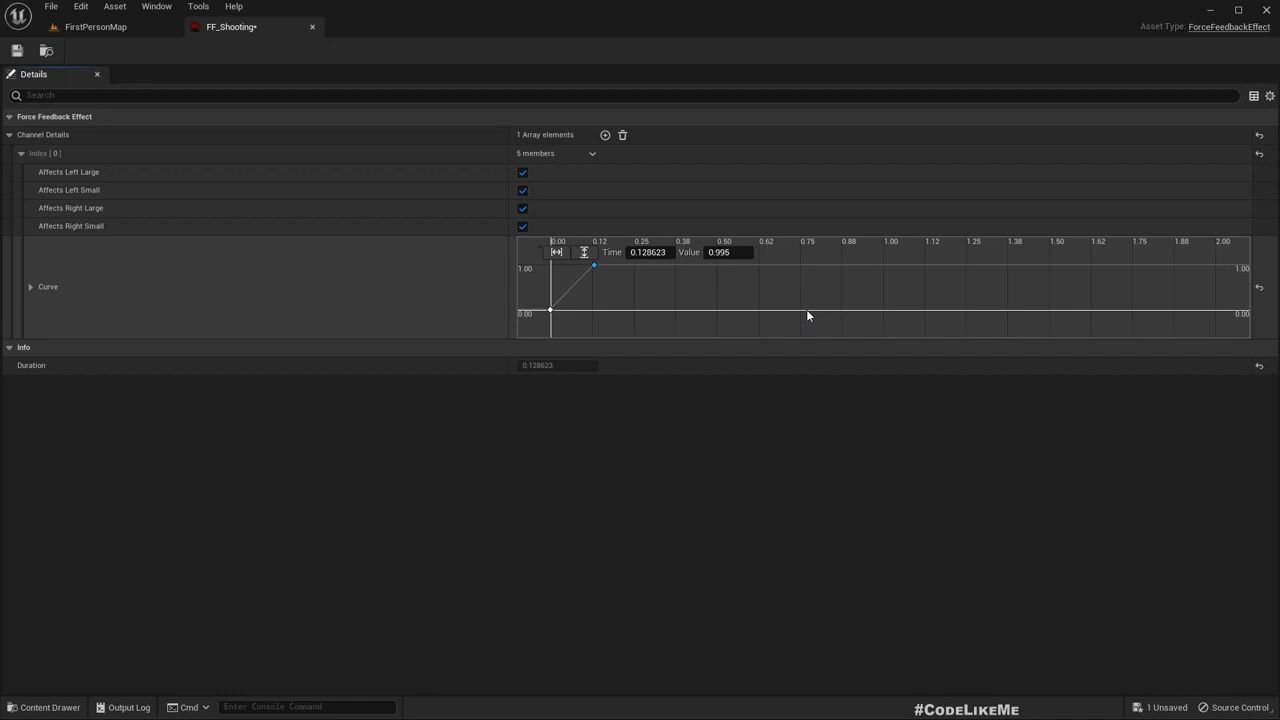 File Edit Asset Window Tools Help
FirstPersonMap FF_Shooting* Asset Type: ForceFeedbackEffect
Details
Search
Force Feedback Effect
Channel Details 1 Array elements
Index [ 0 ] 5 members
Affects Left Large
Affects Left Small
Affects Right Large
Affects Right Small
0.00 0.12 0.25 0.38 0.50 0.62 0.75 0.88 1.00 1.12 1.25 1.38 1.50 1.62 1.75 1.88 2.00
Time 0.128623 Value 0.995
1.00 1.00
Curve
0.00 0.00
Info
Duration 0.128623
Content Drawer Output Log Cmd Enter Console Command 1 Unsaved Source Control
#CodeLikeMe